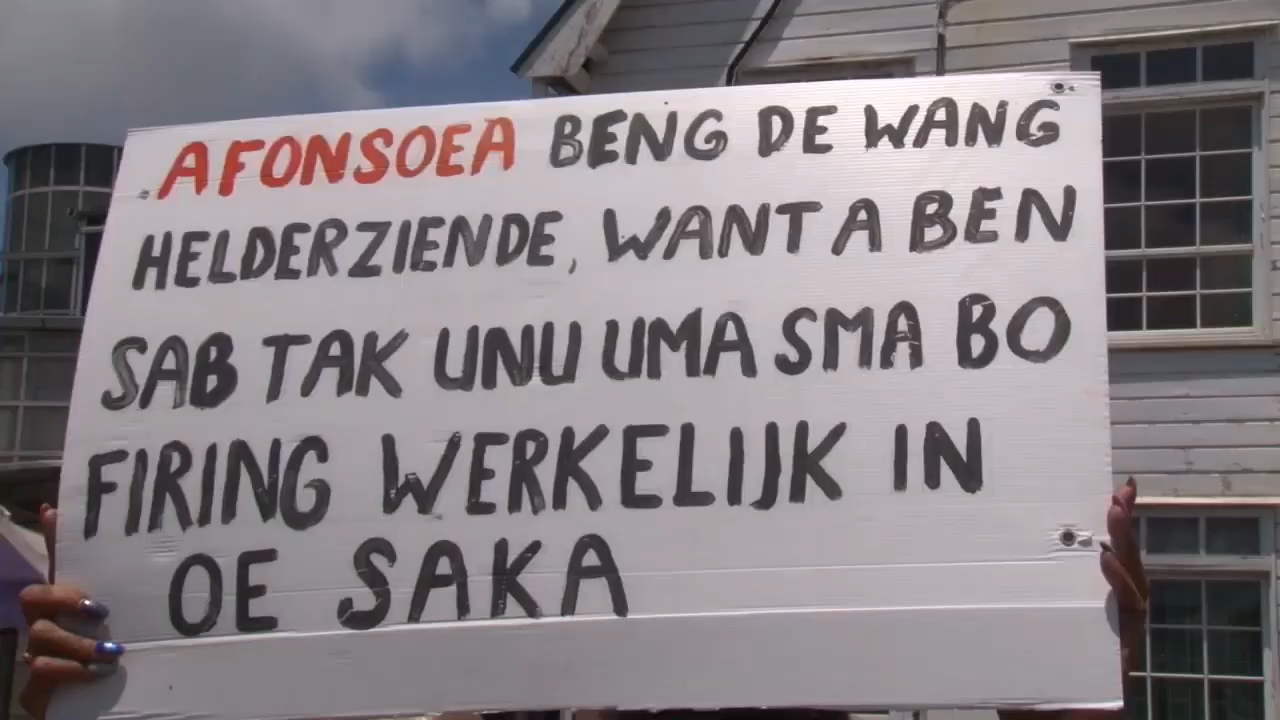 AFONSOEA BENG DE WANG
HELDERZIENDE, WANT A BEN
SAB TAK UNU UMA SMA BO
FIRING WERKELIJK IN
OE SAKA